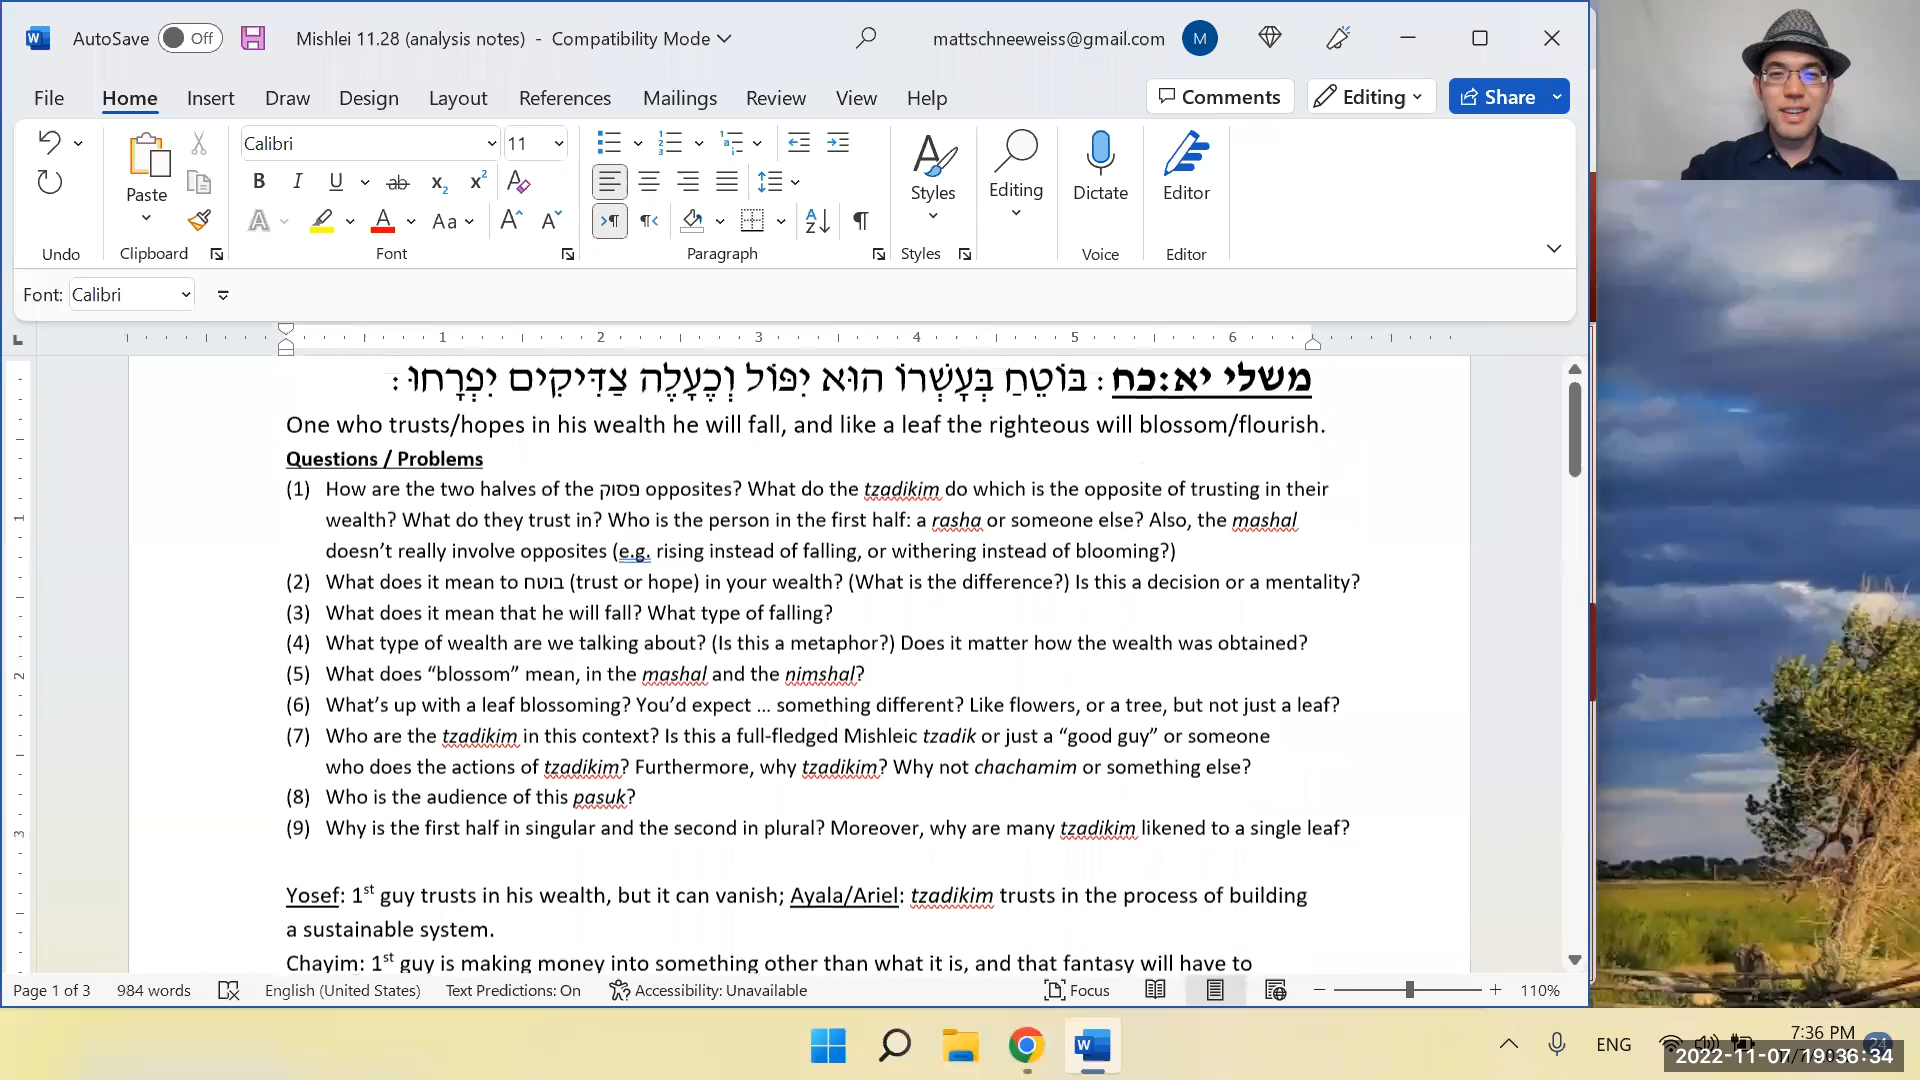 AutoSave Off Mishlei 11.28 (analysis notes) - Compatibility Mode mattschneeweiss@gmail.com M
File Home Insert Draw Design Layout References Mailings Review View Help Comments Editing Share
Calibri 11
Paste Styles Editing Dictate Editor
Undo Clipboard Font Paragraph Styles Voice Editor
Font: Calibri
1 2 3 4 5 6
משלי יא:כח: בּוֹטֵחַ בְּעָשְׁרוֹ הוּא יִפּוֹל וְכֶעָלֶה צַדִּיקִים יִפְרָחוּ:
One who trusts/hopes in his wealth he will fall, and like a leaf the righteous will blossom/flourish.
Questions / Problems
(1) How are the two halves of the פסוק opposites? What do the tzadikim do which is the opposite of trusting in their
wealth? What do they trust in? Who is the person in the first half: a rasha or someone else? Also, the mashal
doesn’t really involve opposites (e.g. rising instead of falling, or withering instead of blooming?)
(2) What does it mean to בוטח (trust or hope) in your wealth? (What is the difference?) Is this a decision or a mentality?
(3) What does it mean that he will fall? What type of falling?
(4) What type of wealth are we talking about? (Is this a metaphor?) Does it matter how the wealth was obtained?
(5) What does “blossom” mean, in the mashal and the nimshal?
(6) What’s up with a leaf blossoming? You’d expect … something different? Like flowers, or a tree, but not just a leaf?
(7) Who are the tzadikim in this context? Is this a full-fledged Mishleic tzadik or just a “good guy” or someone
who does the actions of tzadikim? Furthermore, why tzadikim? Why not chachamim or something else?
(8) Who is the audience of this pasuk?
(9) Why is the first half in singular and the second in plural? Moreover, why are many tzadikim likened to a single leaf?
Yosef: 1st guy trusts in his wealth, but it can vanish; Ayala/Ariel: tzadikim trusts in the process of building
a sustainable system.
Chayim: 1st guy is making money into something other than what it is, and that fantasy will have to
Page 1 of 3 984 words English (United States) Text Predictions: On Accessibility: Unavailable Focus 110%
ENG 7:36 PM 24
2022-11-07 19:36:34